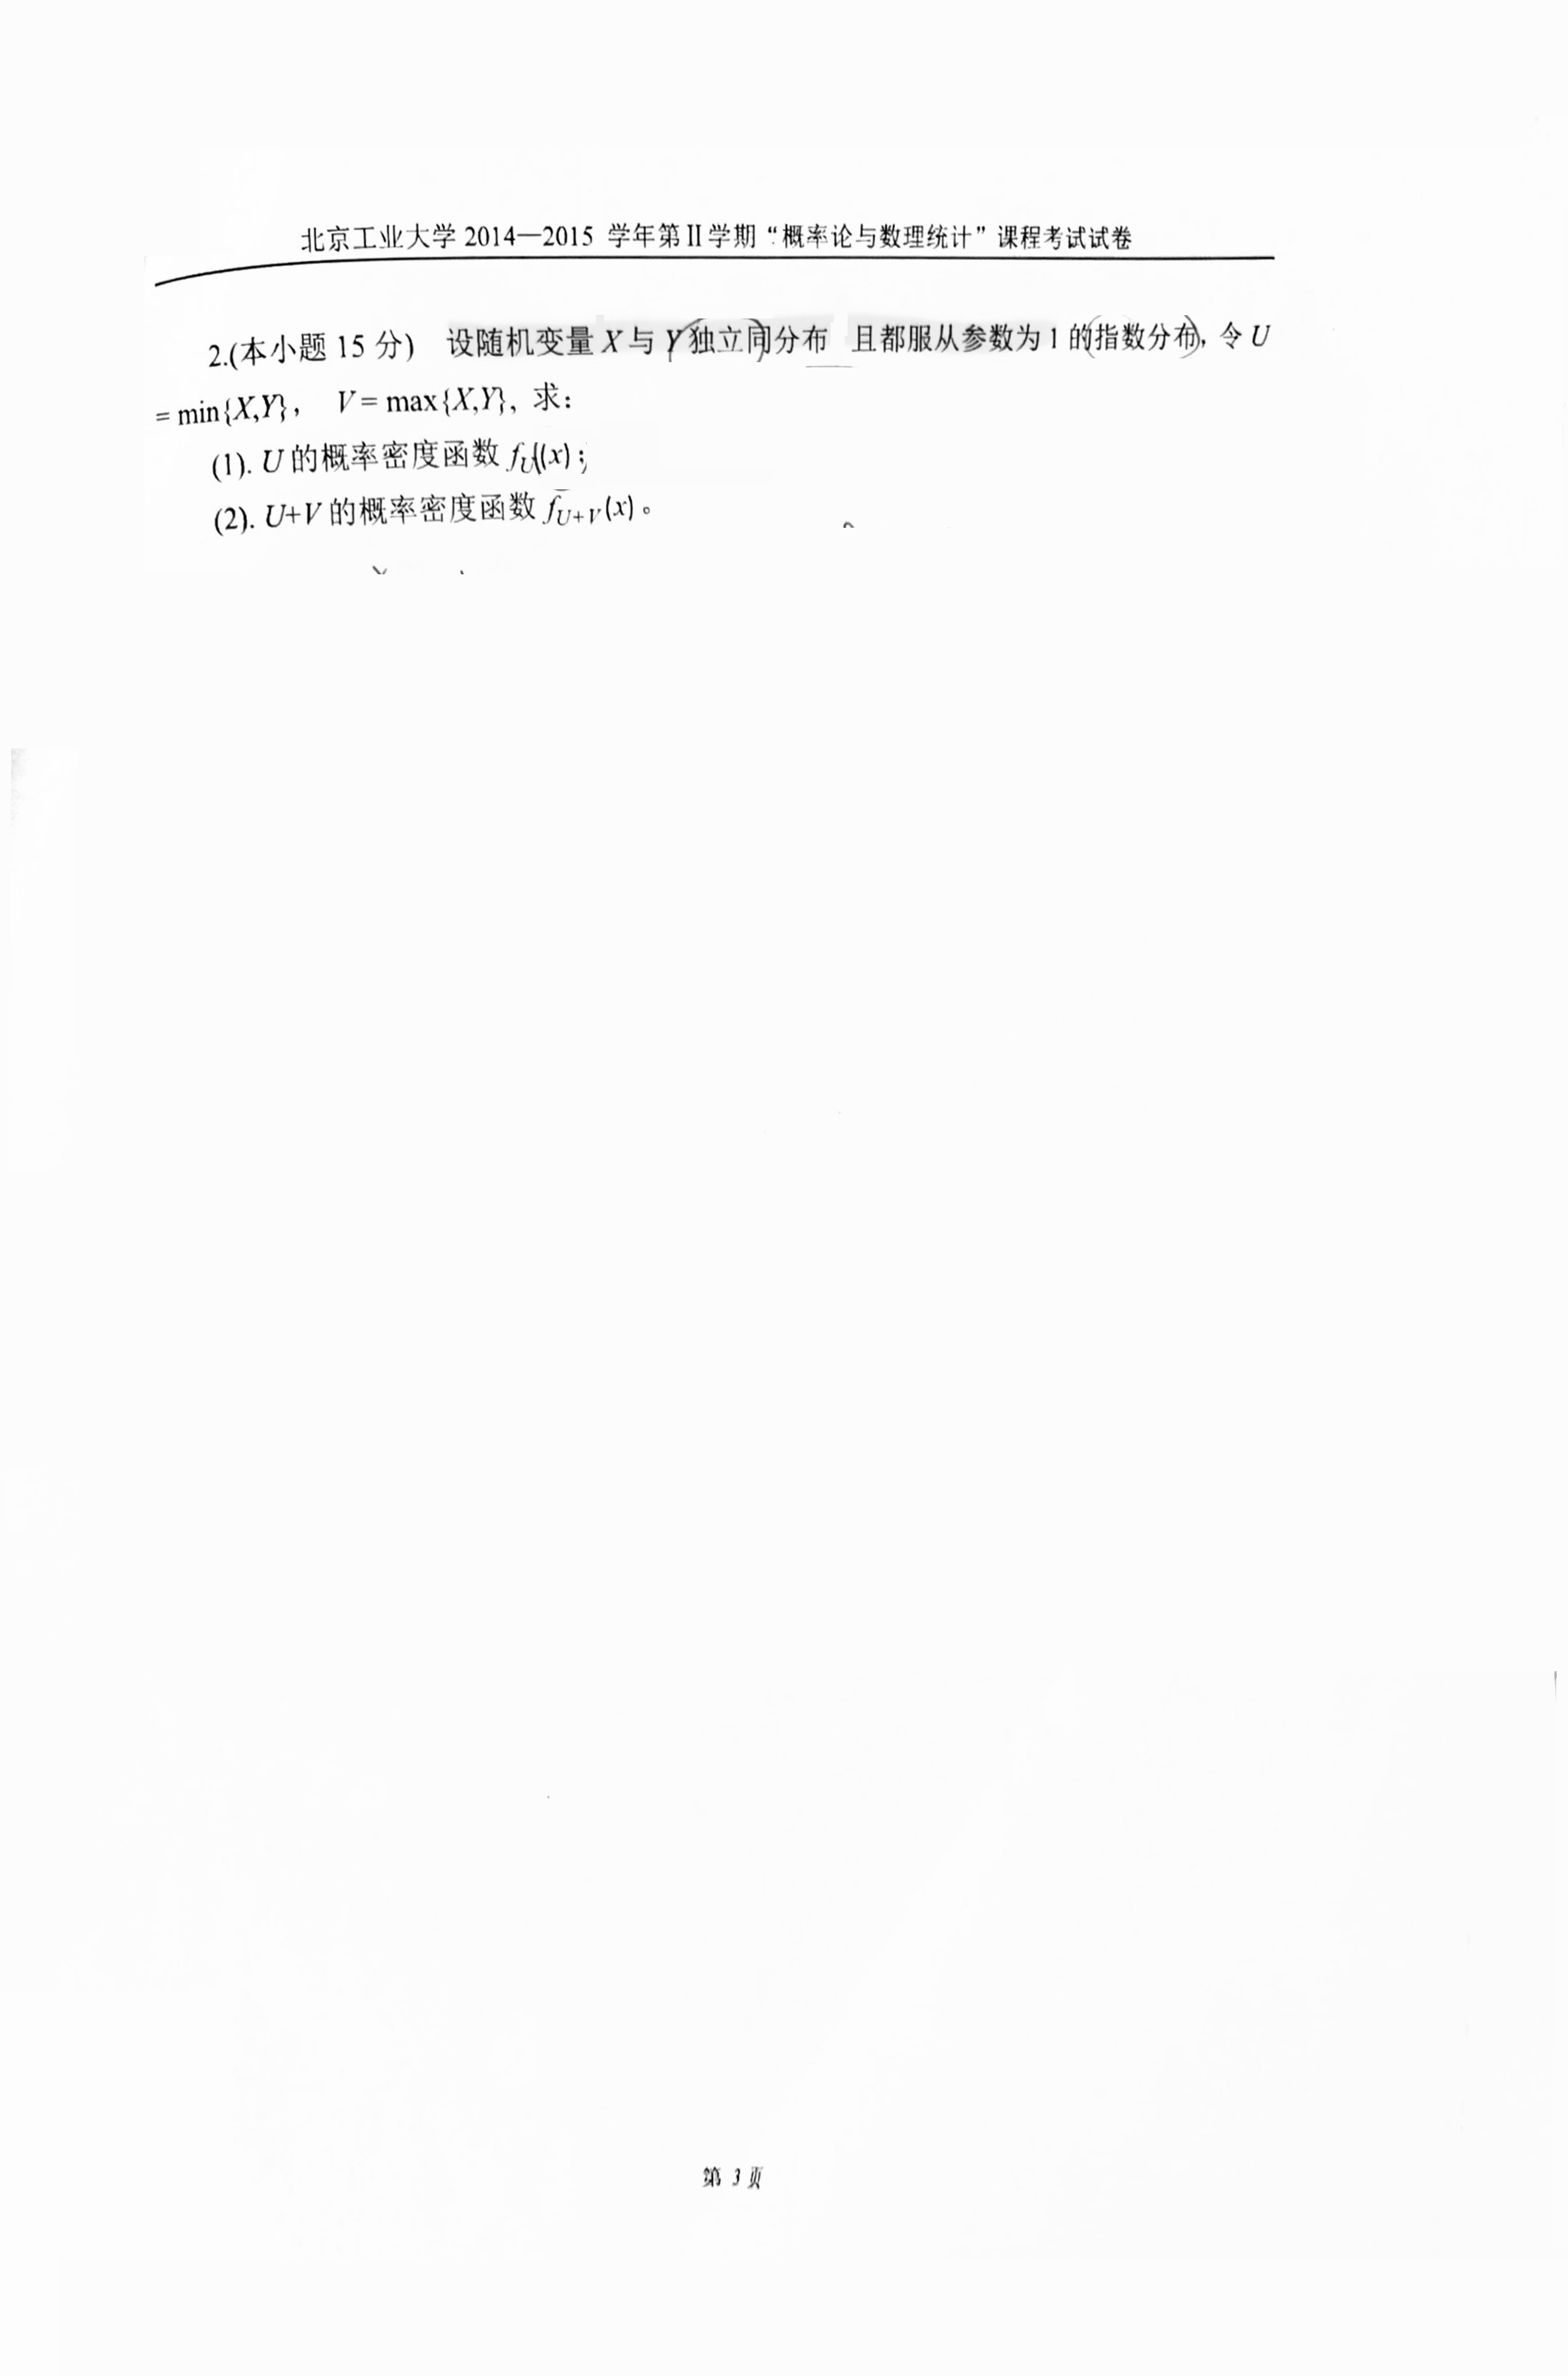 北京工业大学 2014—2015 学年第 II 学期 “概率论与数理统计” 课程考试试卷
2.(本小题 15 分) 设随机变量 X 与 Y 独立同分布 且都服从参数为 1 的指数分布, 令 U
= min{X,Y}, V = max{X,Y}, 求:
(1). U 的概率密度函数 f_U(x);
(2). U+V 的概率密度函数 f_{U+V}(x)。
第 3 页